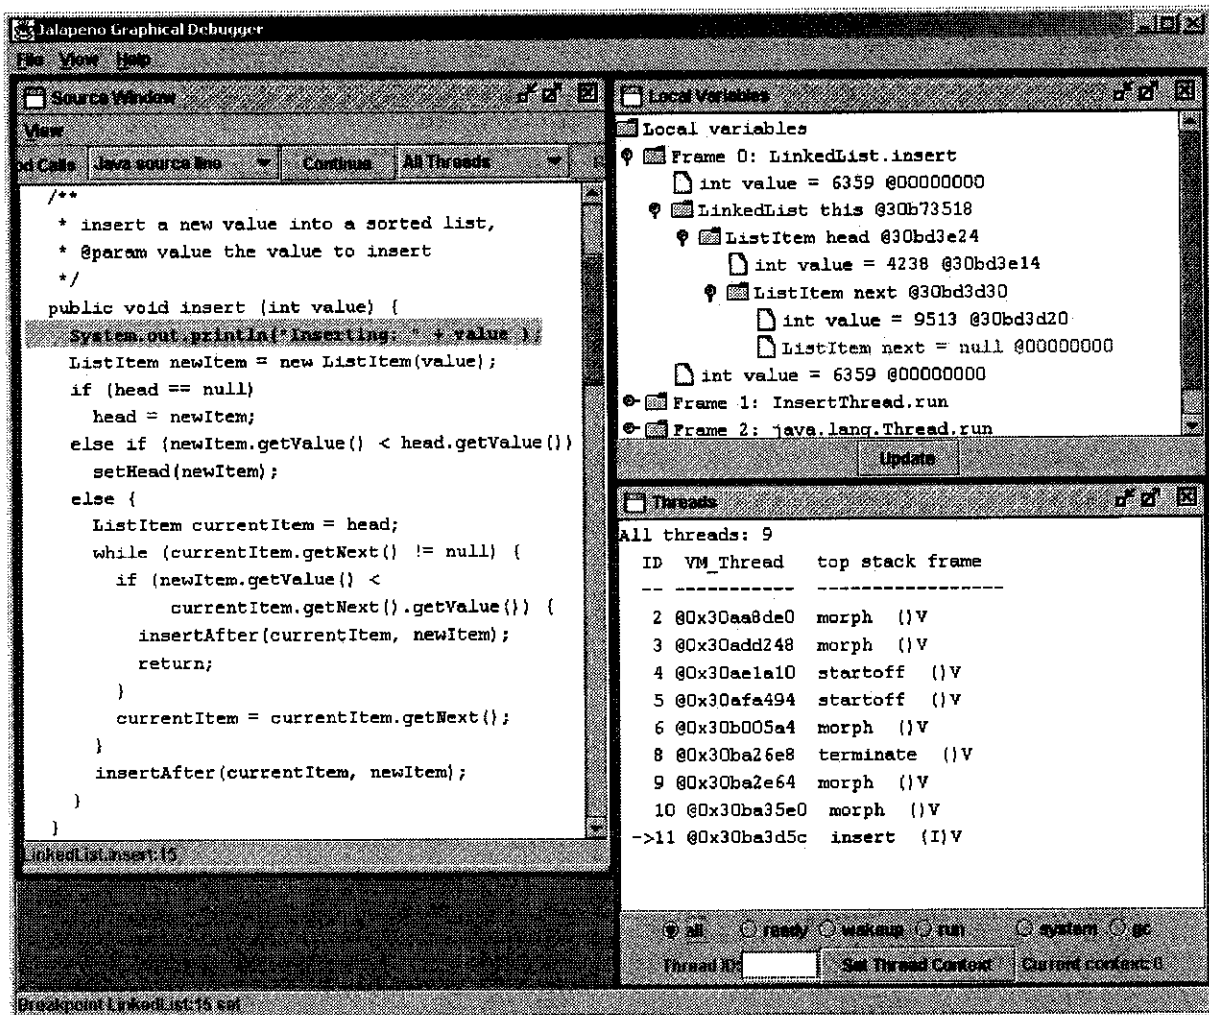 Jalapeno Graphical Debugger
File View Help
Source Window
View
od Calls Java source line Continue All Threads
/**
* insert a new value into a sorted list,
* @param value the value to insert
*/
public void insert (int value) {
System.out.println("Inserting: " + value );
ListItem newItem = new ListItem(value);
if (head == null)
head = newItem;
else if (newItem.getValue() < head.getValue())
setHead(newItem);
else {
ListItem currentItem = head;
while (currentItem.getNext() != null) {
if (newItem.getValue() <
currentItem.getNext().getValue()) {
insertAfter(currentItem, newItem);
return;
}
currentItem = currentItem.getNext();
}
insertAfter(currentItem, newItem);
}
}
LinkedList.insert:15
Local Variables
Local variables
Frame 0: LinkedList.insert
int value = 6359 @00000000
LinkedList this @30b73518
ListItem head @30bd3e24
int value = 4238 @30bd3e14
ListItem next @30bd3d30
int value = 9513 @30bd3d20
ListItem next = null @00000000
int value = 6359 @00000000
Frame 1: InsertThread.run
Frame 2: java.lang.Thread.run
Update
Threads
All threads: 9
ID VM_Thread top stack frame
-- ----------- -----------------
2 @0x30aa8de0 morph ()V
3 @0x30add248 morph ()V
4 @0x30ae1a10 startoff ()V
5 @0x30afa494 startoff ()V
6 @0x30b005a4 morph ()V
8 @0x30ba26e8 terminate ()V
9 @0x30ba2e64 morph ()V
10 @0x30ba35e0 morph ()V
->11 @0x30ba3d5c insert (I)V
all ready wakeup run system gc
Thread ID: Set Thread Context Current context: 0
Breakpoint LinkedList:15 set